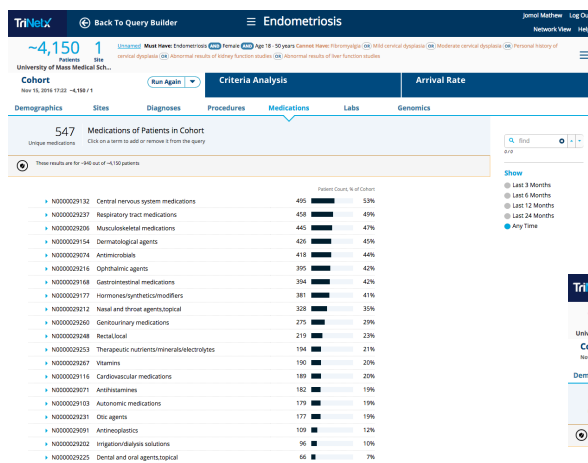 TriNetX Back To Query Builder Endometriosis Jomol Mathew Log Ou
Network View Hel
~4,150 1 Unnamed Must Have: Endometriosis AND Female AND Age 18 - 50 years Cannot Have: Fibromyalgia OR Mild cervical dysplasia OR Moderate cervical dysplasia OR Personal history of
Patients Site cervical dysplasia OR Abnormal results of kidney function studies OR Abnormal results of liver function studies
University of Mass Medical Sch...
Cohort Run Again Criteria Analysis Arrival Rate
Nov 15, 2016 17:22 ~4,150 / 1
Demographics Sites Diagnoses Procedures Medications Labs Genomics
547 Medications of Patients in Cohort
Unique medications Click on a term to add or remove it from the query
find
0 / 0
These results are for ~940 out of ~4,150 patients
Show
Last 3 Months
Last 6 Months
Last 12 Months
Last 24 Months
Any Time
Patient Count, % of Cohort
N0000029132 Central nervous system medications 495 53%
N0000029237 Respiratory tract medications 458 49%
N0000029206 Musculoskeletal medications 445 47%
N0000029154 Dermatological agents 426 45%
N0000029074 Antimicrobials 418 44%
N0000029216 Ophthalmic agents 395 42%
N0000029168 Gastrointestinal medications 394 42%
N0000029177 Hormones/synthetics/modifiers 381 41%
N0000029212 Nasal and throat agents,topical 328 35%
N0000029260 Genitourinary medications 275 29%
N0000029248 Rectal,local 219 23%
N0000029253 Therapeutic nutrients/minerals/electrolytes 194 21%
N0000029267 Vitamins 190 20%
N0000029116 Cardiovascular medications 189 20%
N0000029071 Antihistamines 182 19%
N0000029103 Autonomic medications 179 19%
N0000029231 Otic agents 177 19%
N0000029091 Antineoplastics 109 12%
N0000029202 Irrigation/dialysis solutions 96 10%
N0000029225 Dental and oral agents,topical 66 7%
Tril
Univ
Co
No
Dem